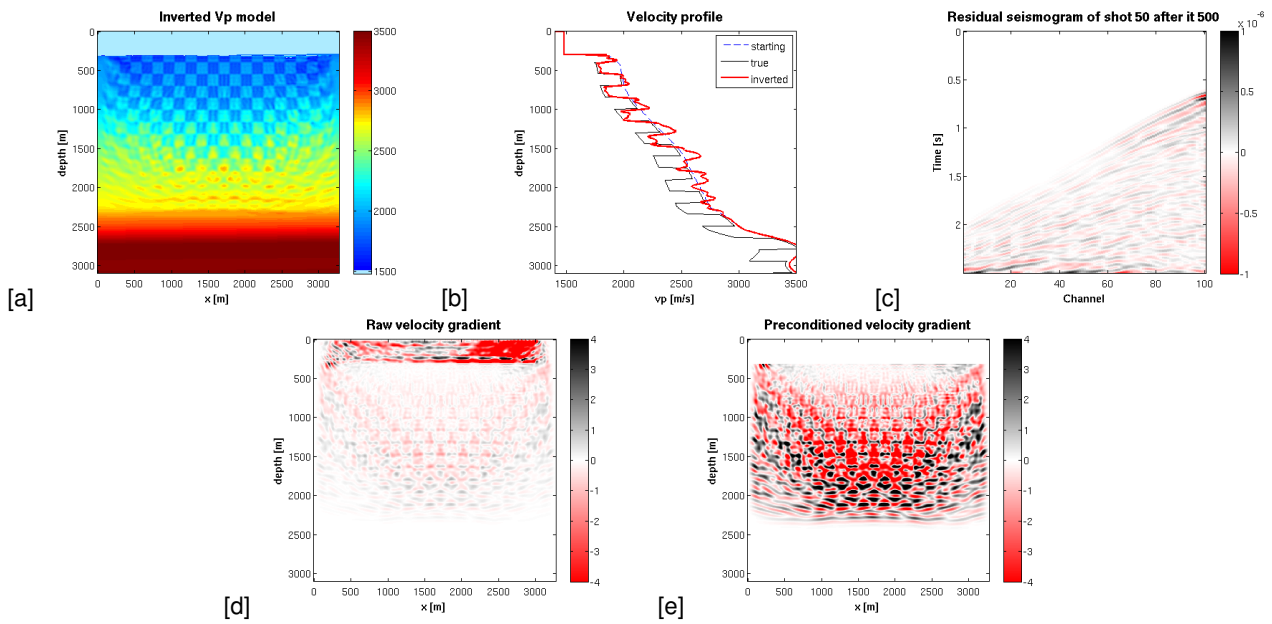 Inverted Vp model
0
500
1000
1500
2000
2500
3000
depth [m]
0 500 1000 1500 2000 2500 3000
x [m]
3500
3000
2500
2000
1500
[a]
Velocity profile
0
500
1000
1500
2000
2500
3000
depth [m]
starting
true
inverted
1500 2000 2500 3000 3500
vp [m/s]
[b]
Residual seismogram of shot 50 after it 500
x 10^-6
0
0.5
1
1.5
2
Time [s]
20 40 60 80 100
Channel
1
0.5
0
-0.5
-1
[c]
Raw velocity gradient
0
500
1000
1500
2000
2500
3000
depth [m]
0 500 1000 1500 2000 2500 3000
x [m]
4
3
2
1
0
-1
-2
-3
-4
[d]
Preconditioned velocity gradient
0
500
1000
1500
2000
2500
3000
depth [m]
0 500 1000 1500 2000 2500 3000
x [m]
4
3
2
1
0
-1
-2
-3
-4
[e]